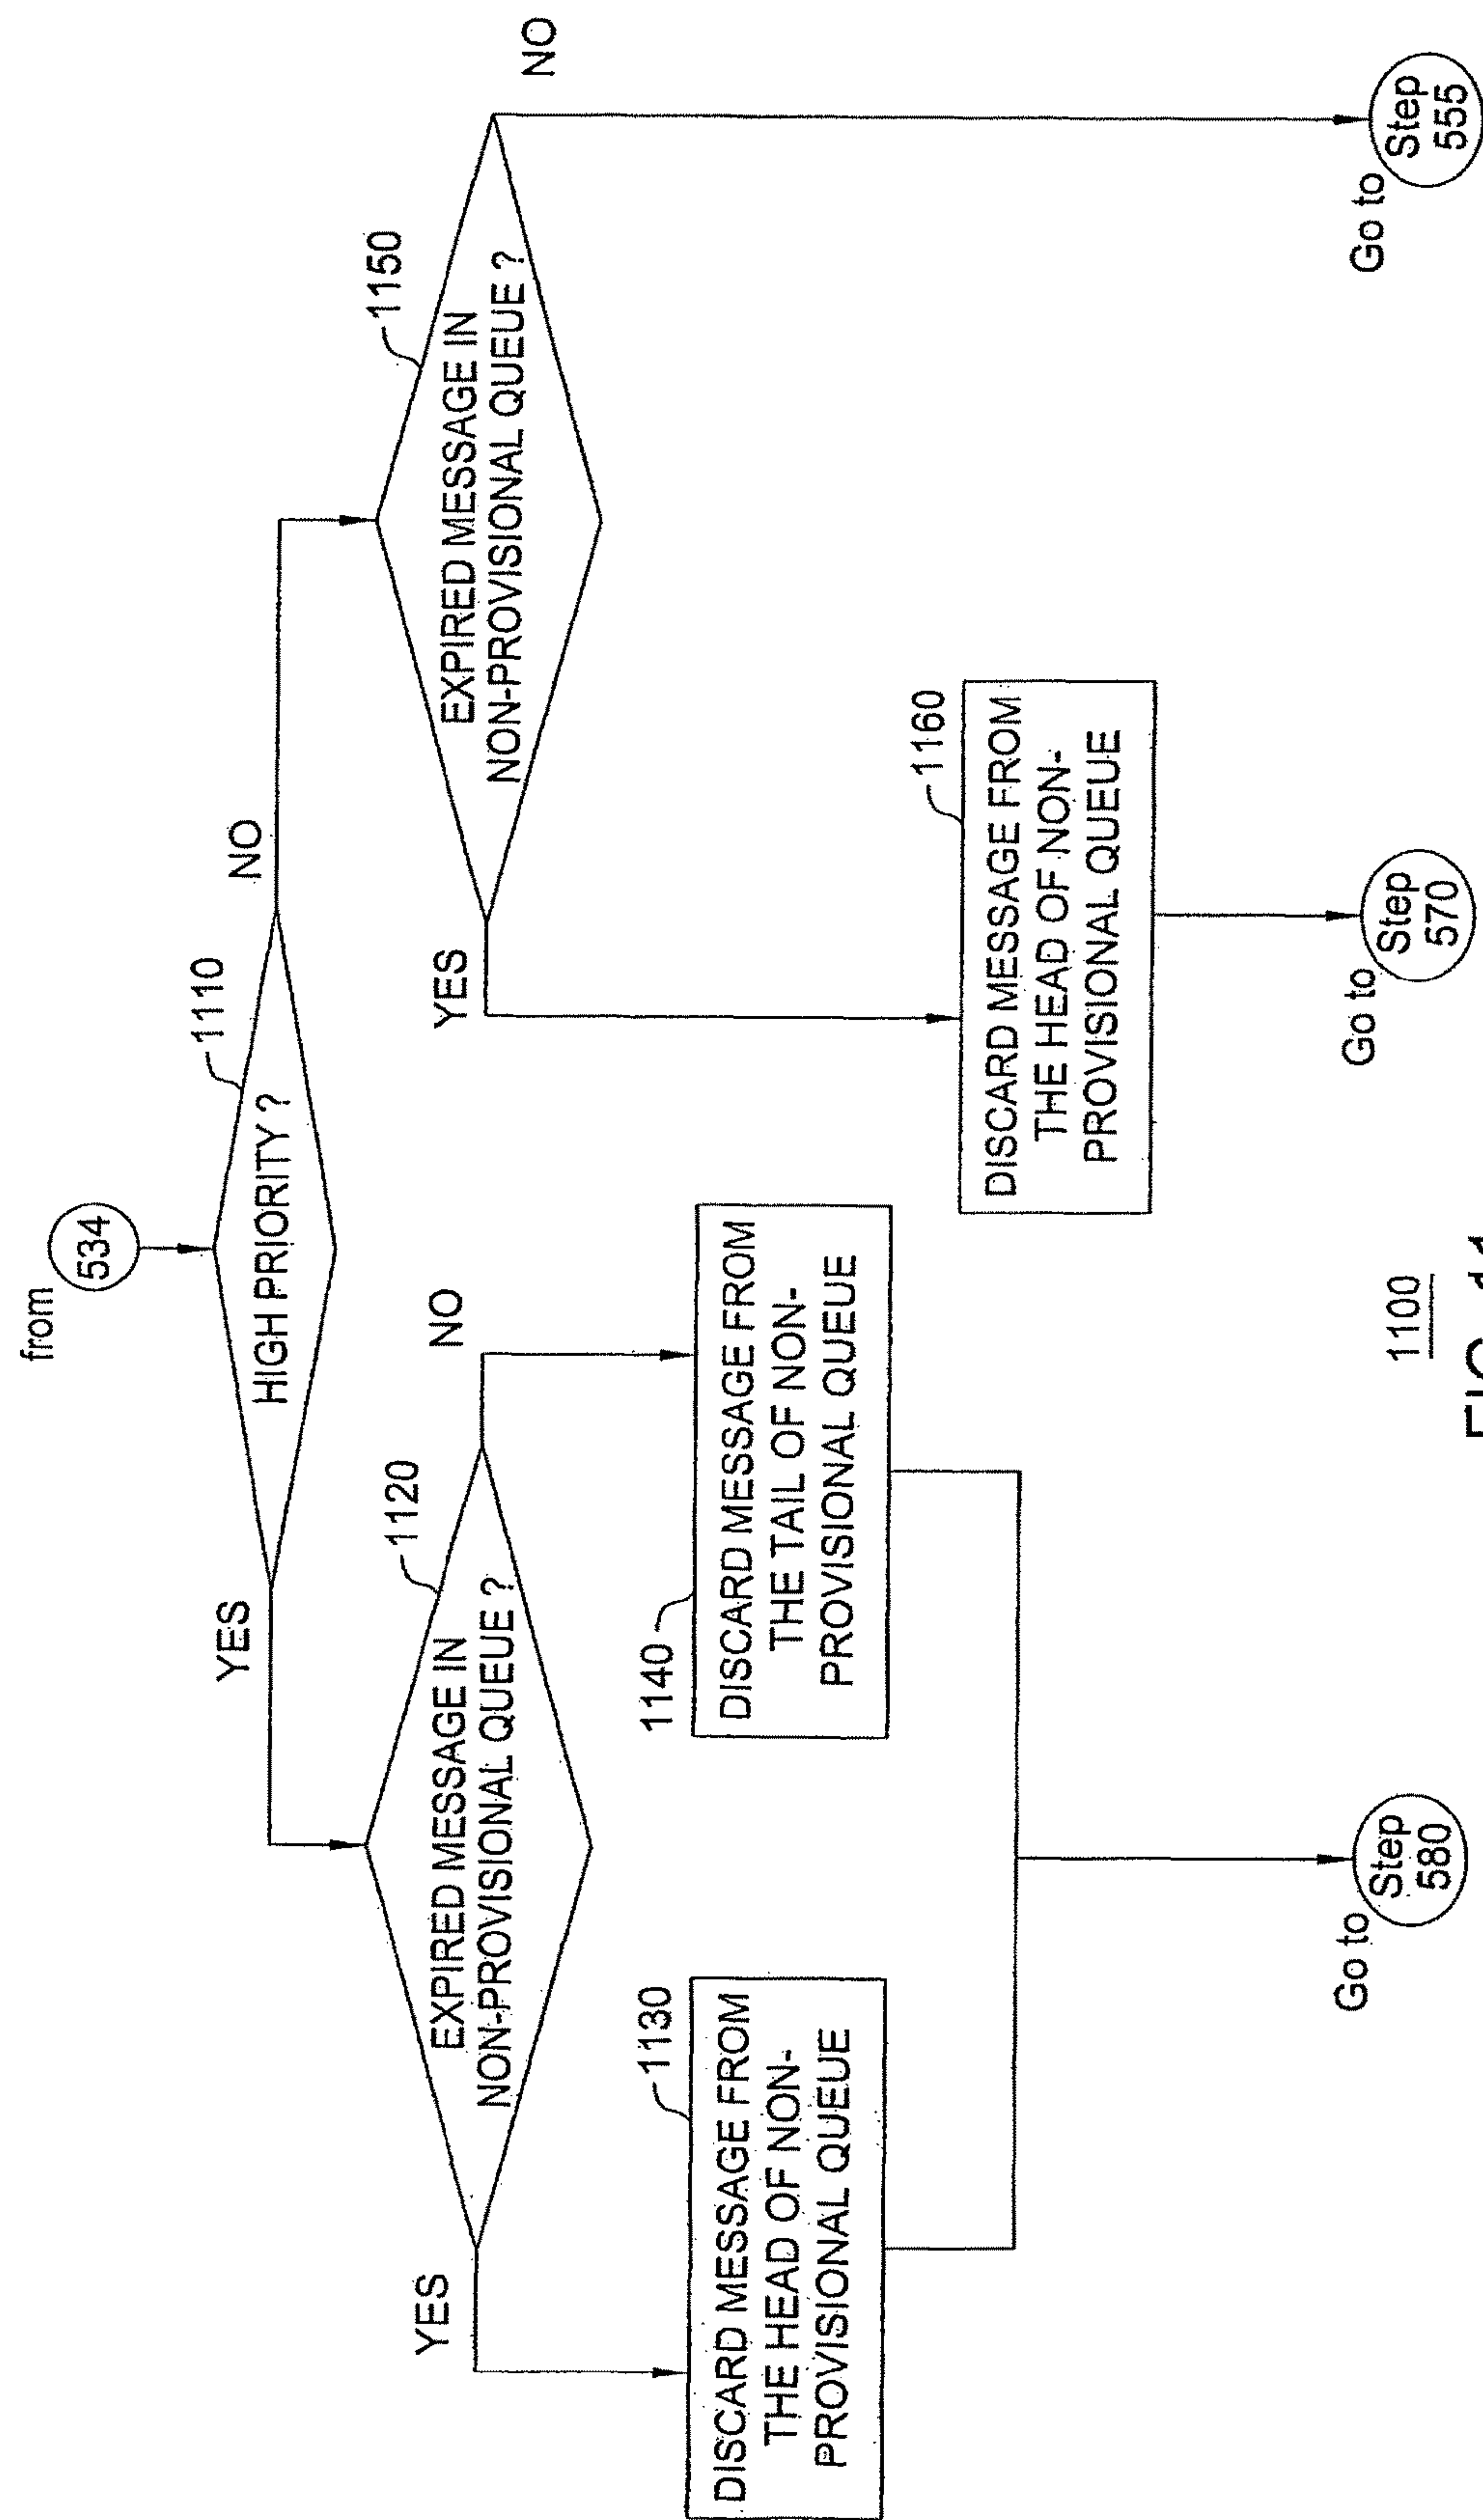 from
534
HIGH PRIORITY ?
1110
YES
NO
EXPIRED MESSAGE IN
NON-PROVISIONAL QUEUE ?
1120
YES
NO
EXPIRED MESSAGE IN
NON-PROVISIONAL QUEUE ?
1150
YES
NO
DISCARD MESSAGE FROM
THE HEAD OF NON-
PROVISIONAL QUEUE
1130
1140
DISCARD MESSAGE FROM
THE TAIL OF NON-
PROVISIONAL QUEUE
DISCARD MESSAGE FROM
THE HEAD OF NON-
PROVISIONAL QUEUE
1160
Go to
Step
580
Go to
Step
570
Go to
Step
555
1100
FIG. 11